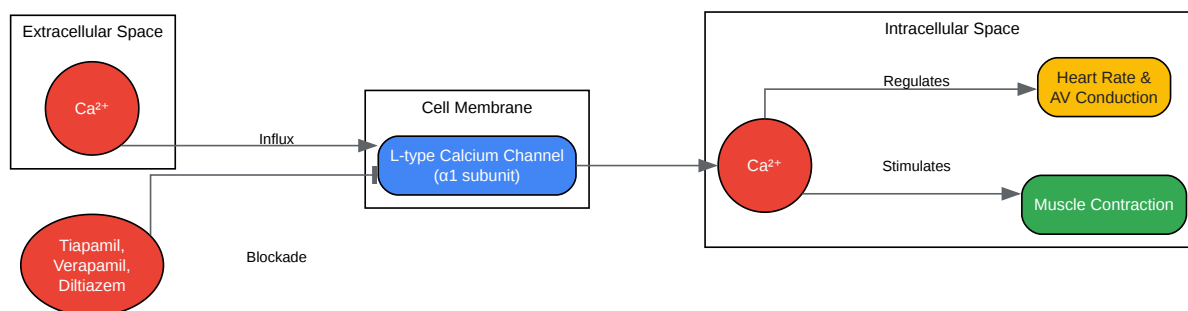 Extracellular Space
Ca²⁺
Influx
Tiapamil,
Verapamil,
Diltiazem
Blockade
Cell Membrane
L-type Calcium Channel
(α1 subunit)
Intracellular Space
Ca²⁺
Regulates
Heart Rate &
AV Conduction
Stimulates
Muscle Contraction